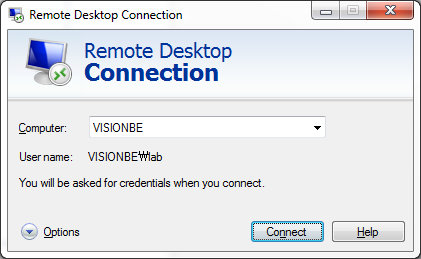 Remote Desktop Connection
Remote Desktop
Connection
Computer: VISIONBE
User name: VISIONBE₩lab
You will be asked for credentials when you connect.
Options Connect Help